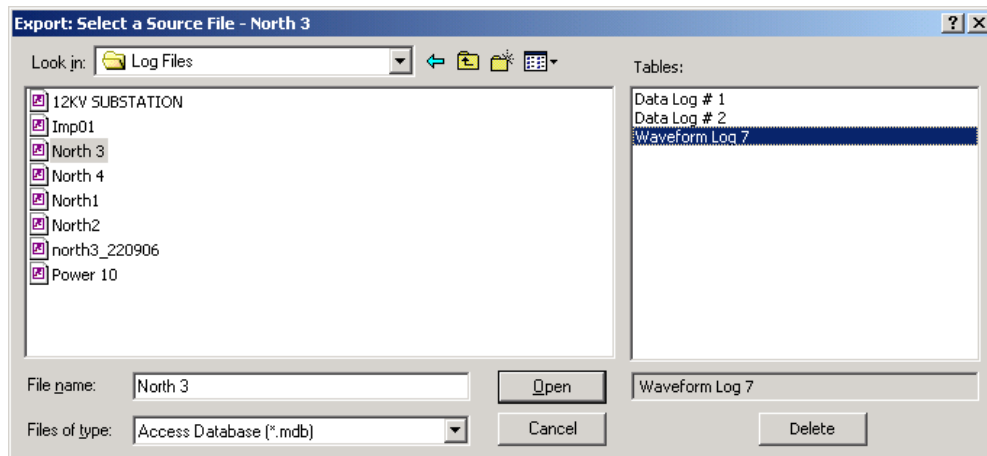 Export: Select a Source File - North 3
Look in: Log Files
Tables:
12KV SUBSTATION
Imp01
North 3
North 4
North1
North2
north3_220906
Power 10
Data Log # 1
Data Log # 2
Waveform Log 7
File name: North 3
Open
Waveform Log 7
Files of type: Access Database (*.mdb)
Cancel
Delete